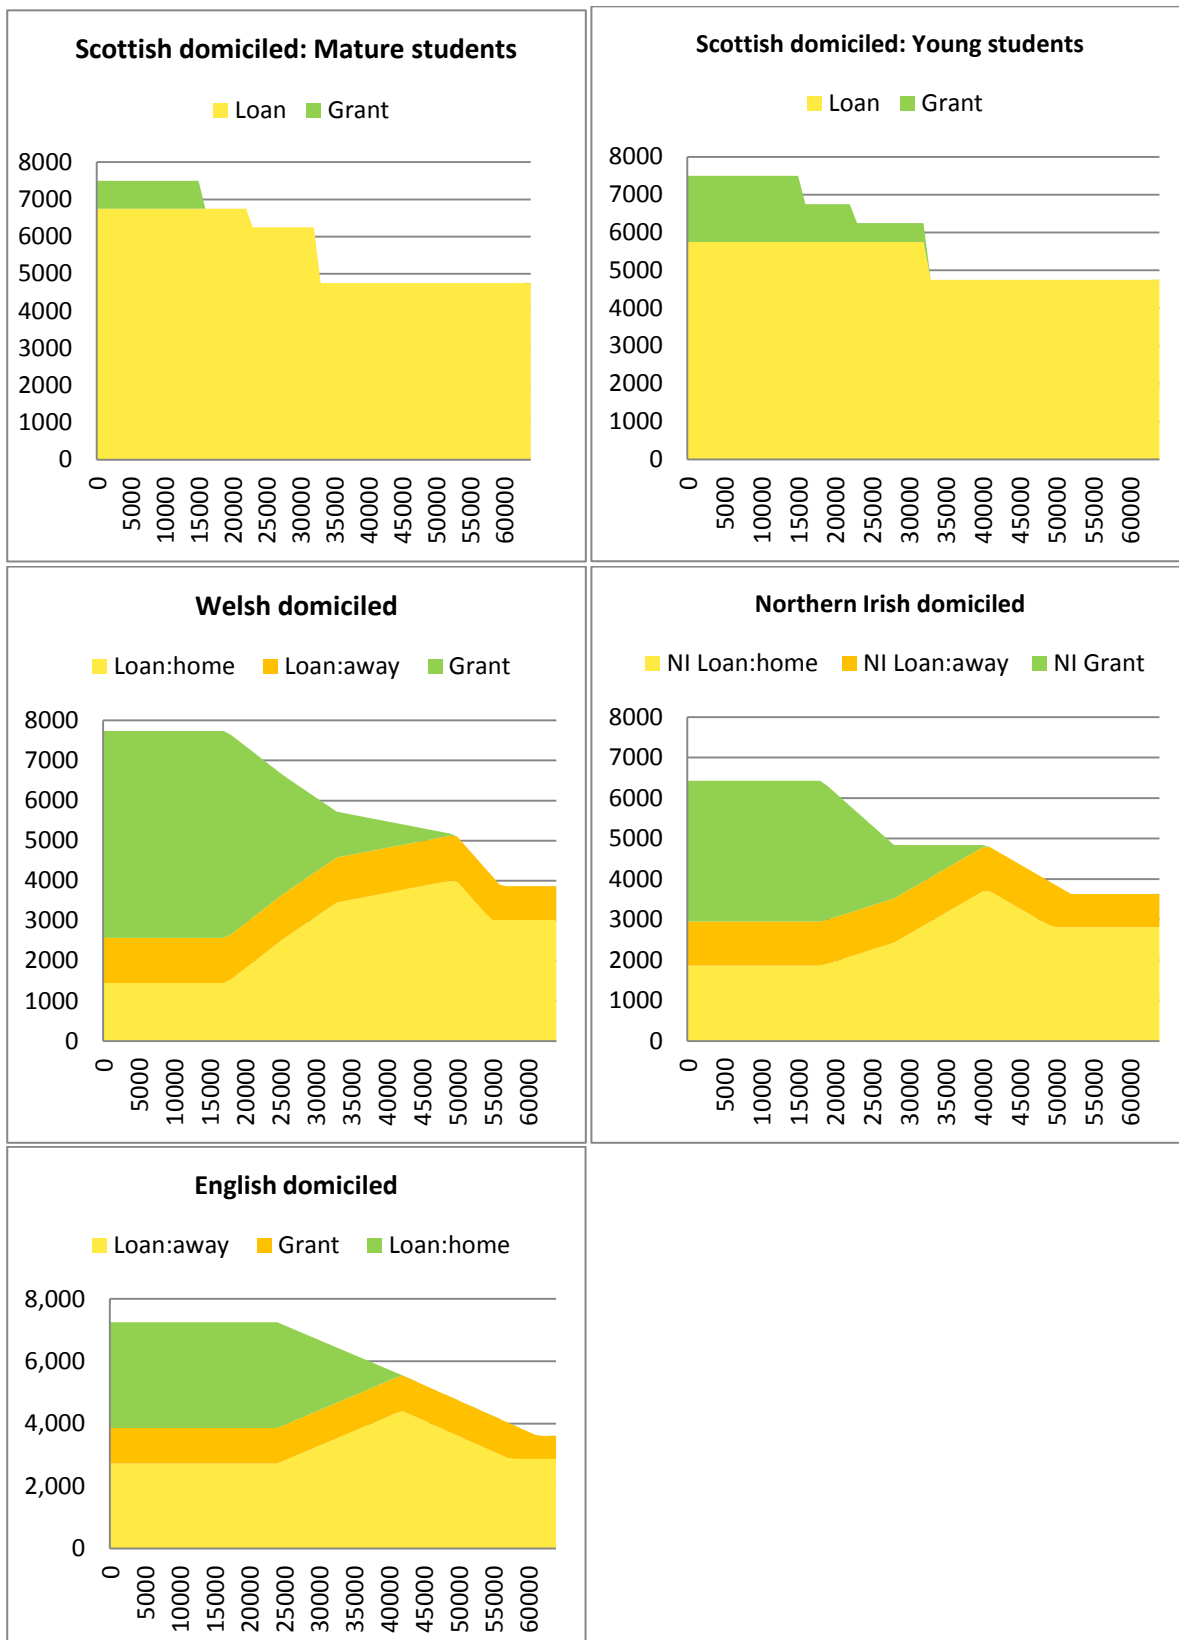 Scottish domiciled: Mature students
Loan Grant
8000
7000
6000
5000
4000
3000
2000
1000
0
0 5000 10000 15000 20000 25000 30000 35000 40000 45000 50000 55000 60000
Scottish domiciled: Young students
Loan Grant
8000
7000
6000
5000
4000
3000
2000
1000
0
0 5000 10000 15000 20000 25000 30000 35000 40000 45000 50000 55000 60000
Welsh domiciled
Loan:home Loan:away Grant
8000
7000
6000
5000
4000
3000
2000
1000
0
0 5000 10000 15000 20000 25000 30000 35000 40000 45000 50000 55000 60000
Northern Irish domiciled
NI Loan:home NI Loan:away NI Grant
8000
7000
6000
5000
4000
3000
2000
1000
0
0 5000 10000 15000 20000 25000 30000 35000 40000 45000 50000 55000 60000
English domiciled
Loan:away Grant Loan:home
8,000
6,000
4,000
2,000
0
0 5000 10000 15000 20000 25000 30000 35000 40000 45000 50000 55000 60000